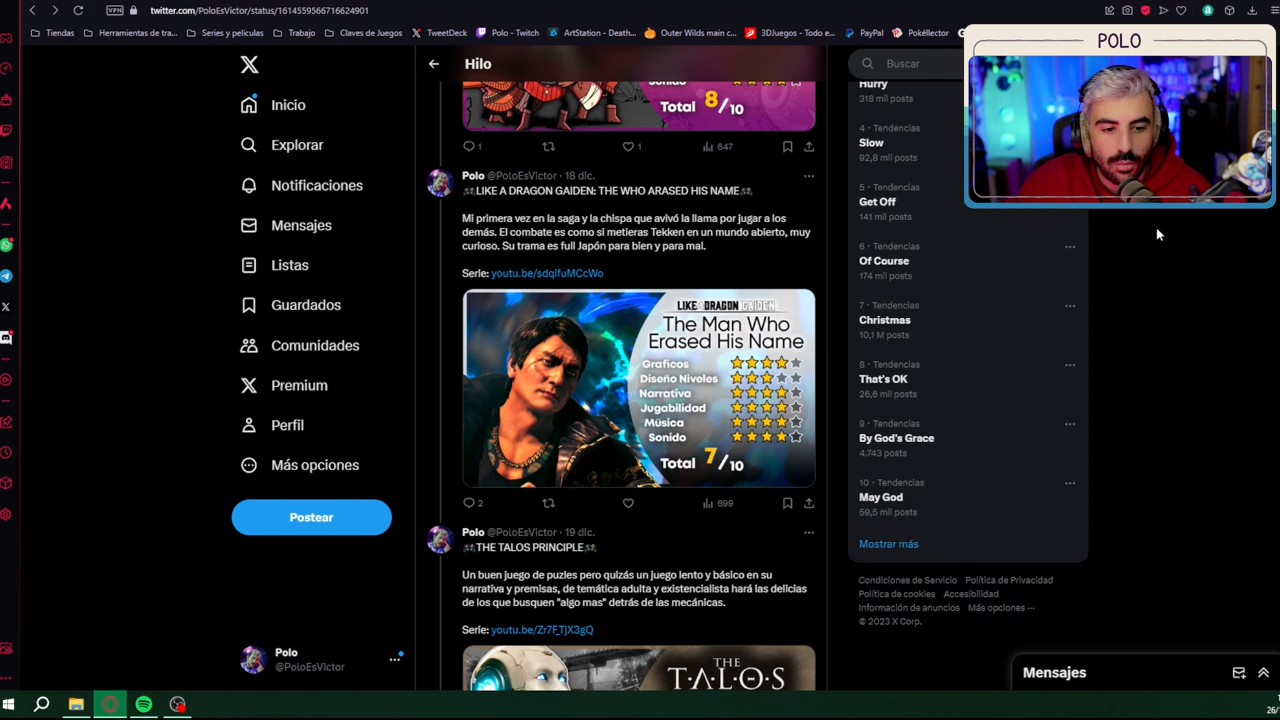 twitter.com/PoloEsVictor/status/1614559566716624901
VPN
Tiendas
Herramientas de tra...
Series y peliculas
Trabajo
Claves de Juegos
TweetDeck
Polo - Twitch
ArtStation - Death...
Outer Wilds main c...
3DJuegos - Todo e...
PayPal
Pokéllector
POLO
Inicio
Explorar
Notificaciones
Mensajes
Listas
Guardados
Comunidades
Premium
Perfil
Más opciones
Postear
Polo
@PoloEsVictor
Hilo
Sonido
Total 8/10
1
1
647
Polo @PoloEsVictor · 18 dic.
LIKE A DRAGON GAIDEN: THE WHO ARASED HIS NAME
Mi primera vez en la saga y la chispa que avivó la llama por jugar a los
demás. El combate es como si metieras Tekken en un mundo abierto, muy
curioso. Su trama es full Japón para bien y para mal.
Serie: youtu.be/sdqifuMCcWo
LIKE A DRAGON GAIDEN
The Man Who
Erased His Name
Graficos
Diseño Niveles
Narrativa
Jugabilidad
Música
Sonido
Total 7/10
2
699
Polo @PoloEsVictor · 19 dic.
THE TALOS PRINCIPLE
Un buen juego de puzles pero quizás un juego lento y básico en su
narrativa y premisas, de temática adulta y existencialista hará las delicias
de los que busquen "algo mas" detrás de las mecánicas.
Serie: youtu.be/Zr7F_TjX3gQ
THE
TALOS
Buscar
Hurry
318 mil posts
4 · Tendencias
Slow
92,8 mil posts
5 · Tendencias
Get Off
141 mil posts
6 · Tendencias
Of Course
174 mil posts
7 · Tendencias
Christmas
10,1 M posts
8 · Tendencias
That's OK
26,6 mil posts
9 · Tendencias
By God's Grace
4.743 posts
10 · Tendencias
May God
59,5 mil posts
Mostrar más
Condiciones de Servicio Política de Privacidad
Política de cookies Accesibilidad
Información de anuncios Más opciones ···
© 2023 X Corp.
Mensajes